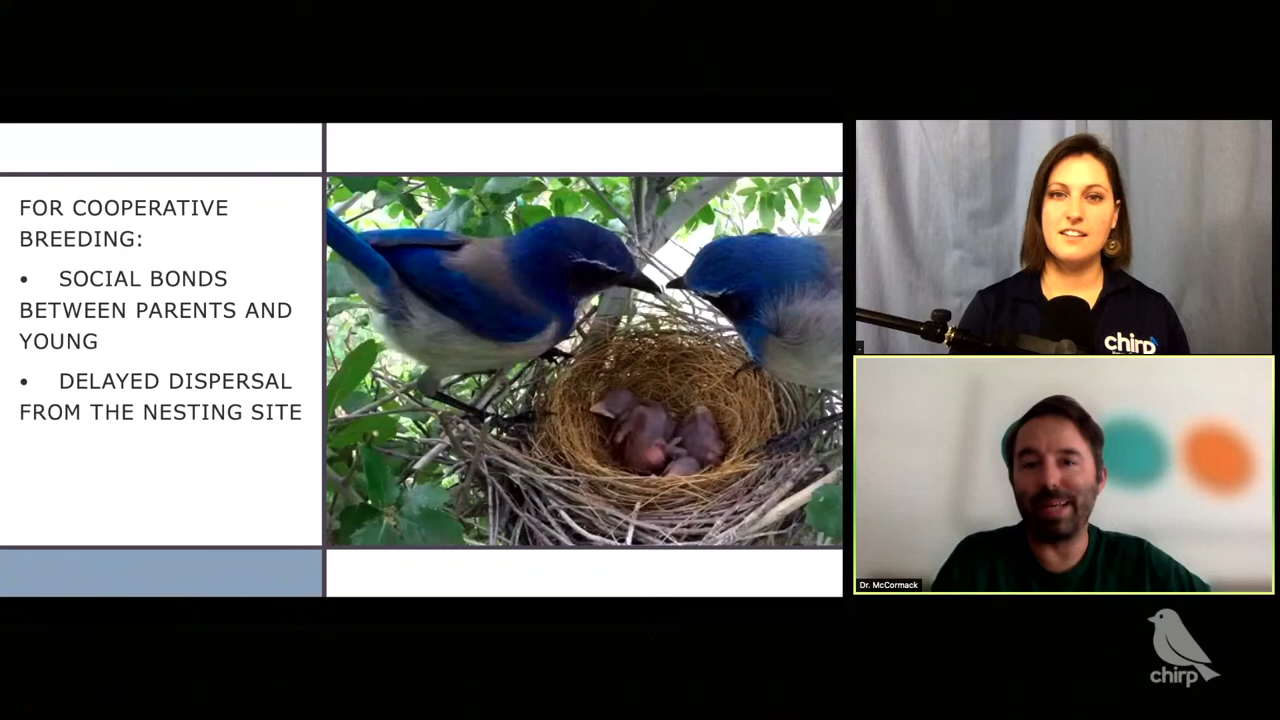 FOR COOPERATIVE
BREEDING:
• SOCIAL BONDS
BETWEEN PARENTS AND
YOUNG
• DELAYED DISPERSAL
FROM THE NESTING SITE
chirp
Dr. McCormack
chirp